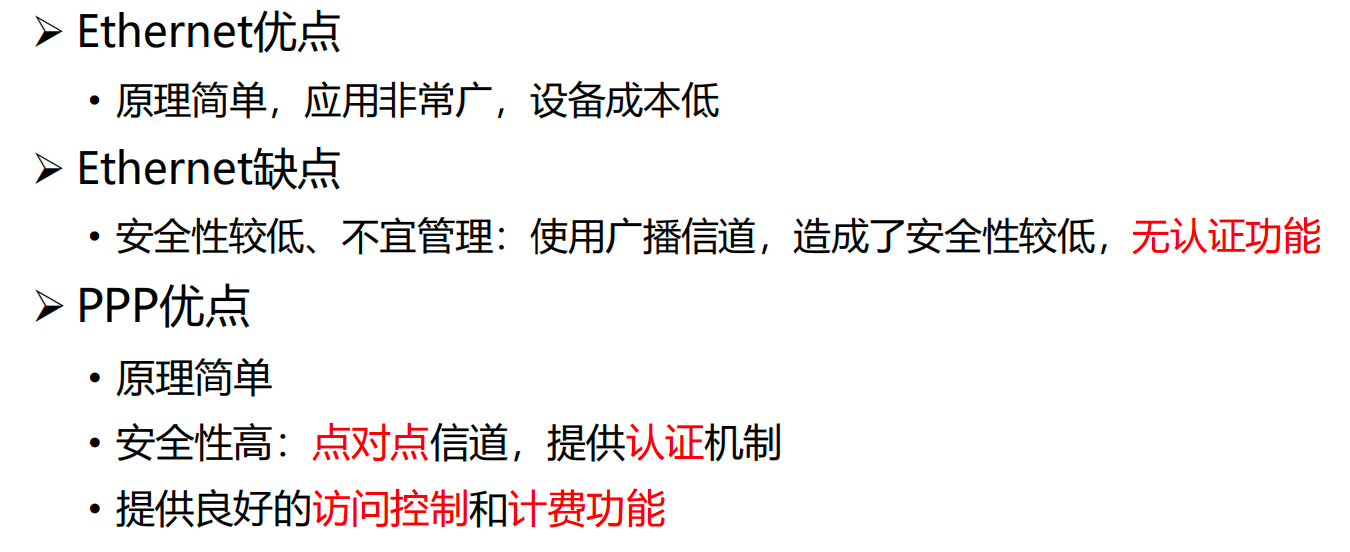 ➢ Ethernet优点
• 原理简单，应用非常广，设备成本低
➢ Ethernet缺点
• 安全性较低、不宜管理：使用广播信道，造成了安全性较低，无认证功能
➢ PPP优点
• 原理简单
• 安全性高：点对点信道，提供认证机制
• 提供良好的访问控制和计费功能